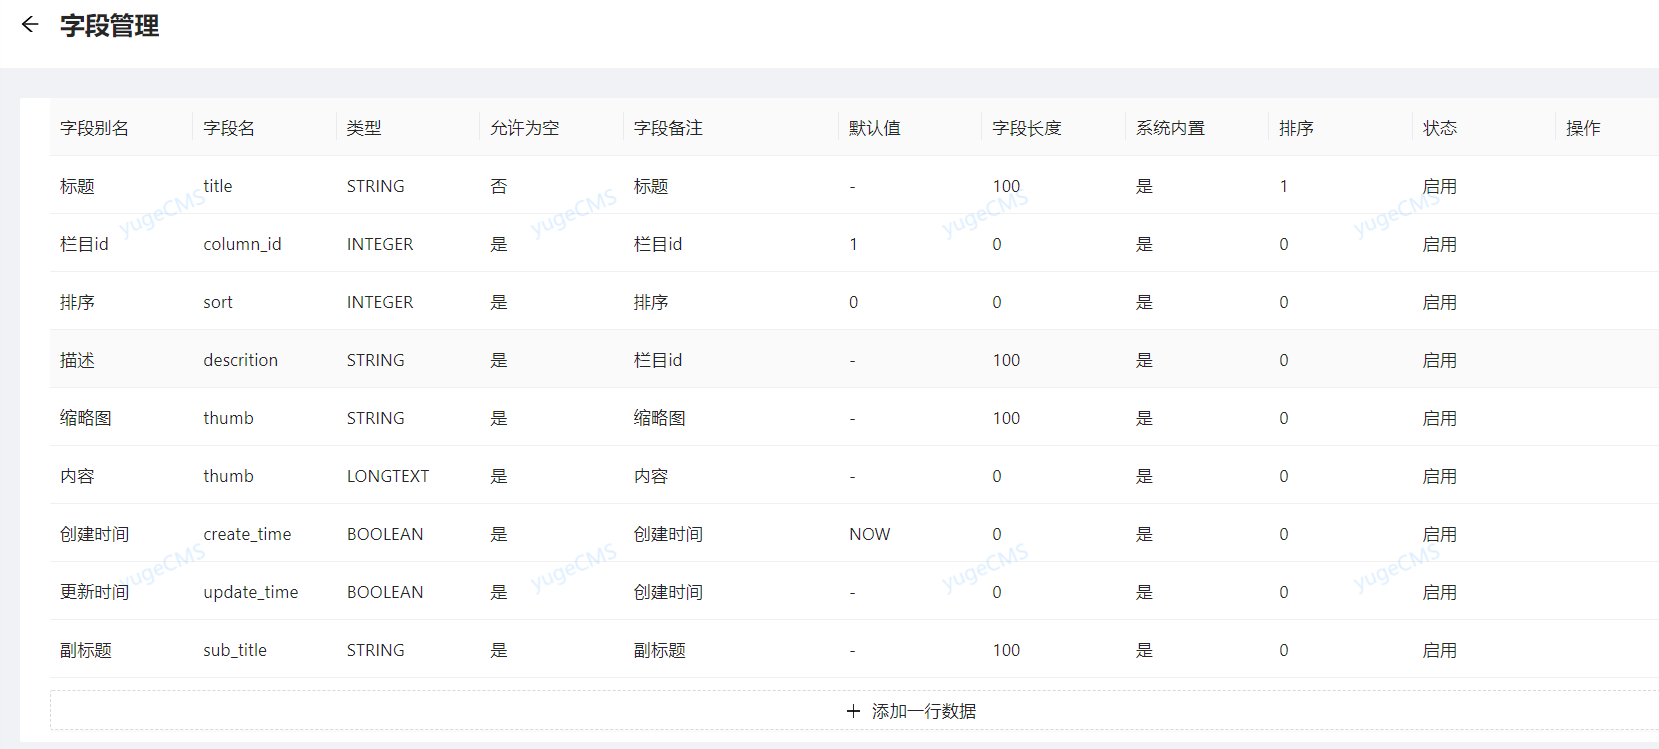 字段管理
字段别名 字段名 类型 允许为空 字段备注 默认值 字段长度 系统内置 排序 状态 操作
标题 title STRING 否 标题 - 100 是 1 启用
yugeCMS yugeCMS yugeCMS yugeCMS
栏目id column_id INTEGER 是 栏目id 1 0 是 0 启用
排序 sort INTEGER 是 排序 0 0 是 0 启用
描述 descrition STRING 是 栏目id - 100 是 0 启用
缩略图 thumb STRING 是 缩略图 - 100 是 0 启用
内容 thumb LONGTEXT 是 内容 - 0 是 0 启用
创建时间 create_time BOOLEAN 是 创建时间 NOW 0 是 0 启用
yugeCMS yugeCMS yugeCMS yugeCMS
更新时间 update_time BOOLEAN 是 创建时间 - 0 是 0 启用
副标题 sub_title STRING 是 副标题 - 100 是 0 启用
+ 添加一行数据